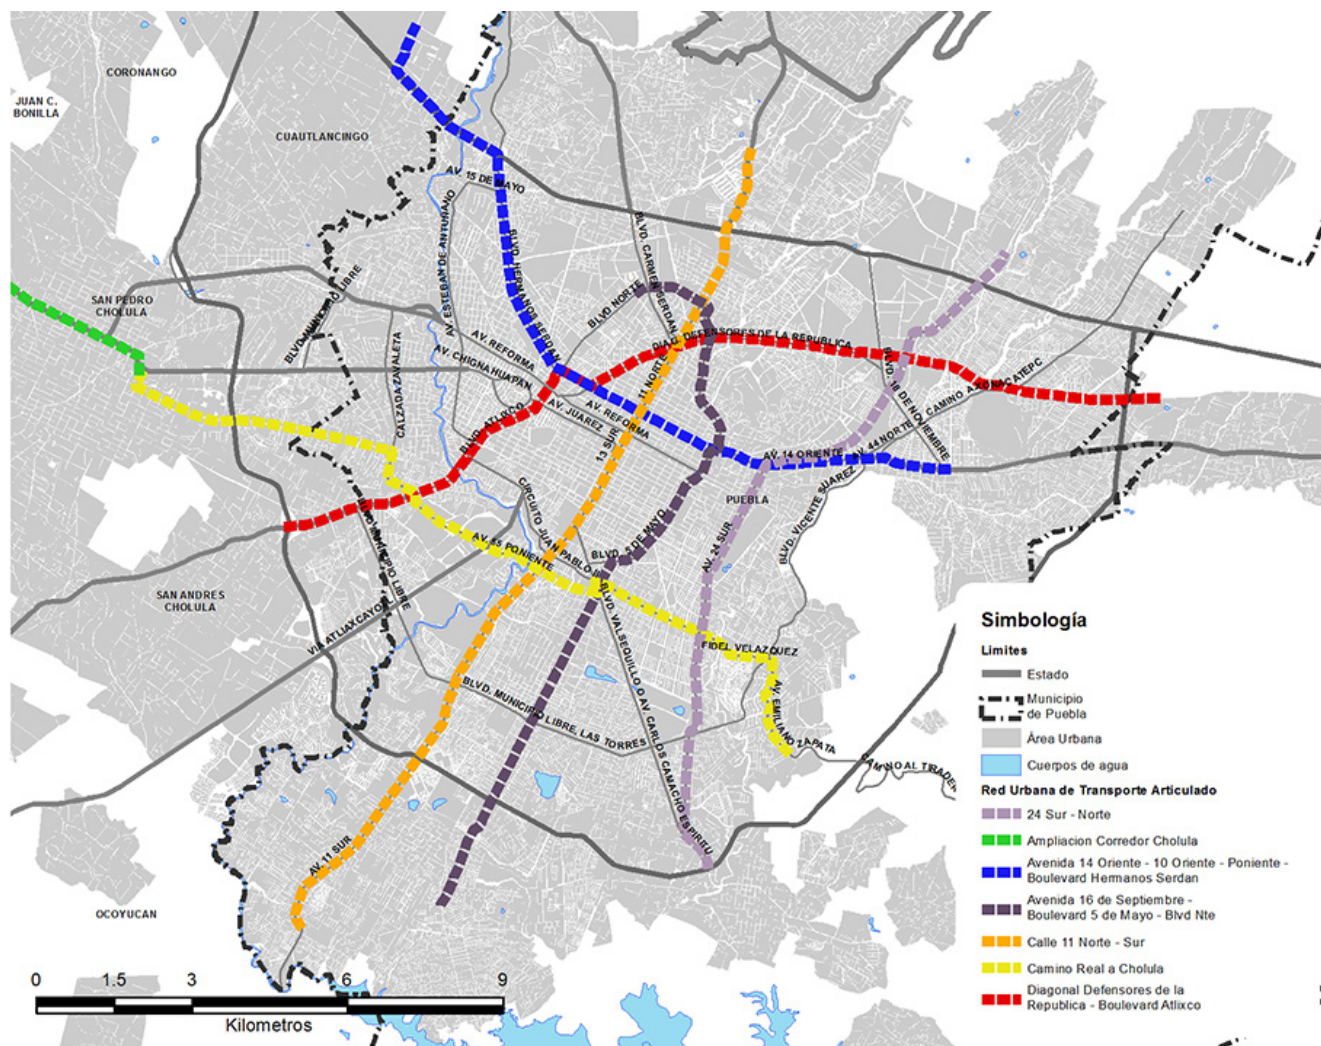 CORONANGO
JUAN C.
BONILLA
CUAUTLANCINGO
AV. 15 DE MAYO
AV. ESTEBAN DE ANTUÑANO
BLVD. HERMANOS SERDAN
BLVD. CARMEN SERDAN
BLVD NORTE
SAN PEDRO
CHOLULA
BLVD. MUNICIPIO LIBRE
CALZADA ZAVALETA
AV. REFORMA
AV. CHIGNAHUAPAN
DIAG. DEFENSORES DE LA REPUBLICA
11 NORTE
BLVD. 18 DE NOVIEMBRE
CAMINO AXONACATEPC
BLVD. ATLIXCO
AV. JUAREZ
AV. REFORMA
13 SUR
AV. 14 ORIENTE
AV. 44 NORTE
PUEBLA
BLVD. VICENTE SUAREZ
CIRCUITO JUAN PABLO II
AV. 55 PONIENTE
BLVD. 5 DE MAYO
AV. 24 SUR
MUNICIPIO LIBRE
SAN ANDRES
CHOLULA
VIA ATLIAXCAYOTL
BLVD. VALSEQUILLO O AV. CARLOS CAMACHO ESPIRITU
FIDEL VELAZQUEZ
BLVD. MUNICIPIO LIBRE, LAS TORRES
AV. EMILIANO ZAPATA
CAMINO AL TIRADER
AV. 11 SUR
OCOYUCAN
0 1.5 3 6 9
Kilometros
Simbología
Limites
Estado
Municipio
de Puebla
Área Urbana
Cuerpos de agua
Red Urbana de Transporte Articulado
24 Sur - Norte
Ampliacion Corredor Cholula
Avenida 14 Oriente - 10 Oriente - Poniente -
Boulevard Hermanos Serdan
Avenida 16 de Septiembre -
Boulevard 5 de Mayo - Blvd Nte
Calle 11 Norte - Sur
Camino Real a Cholula
Diagonal Defensores de la
Republica - Boulevard Atlixco